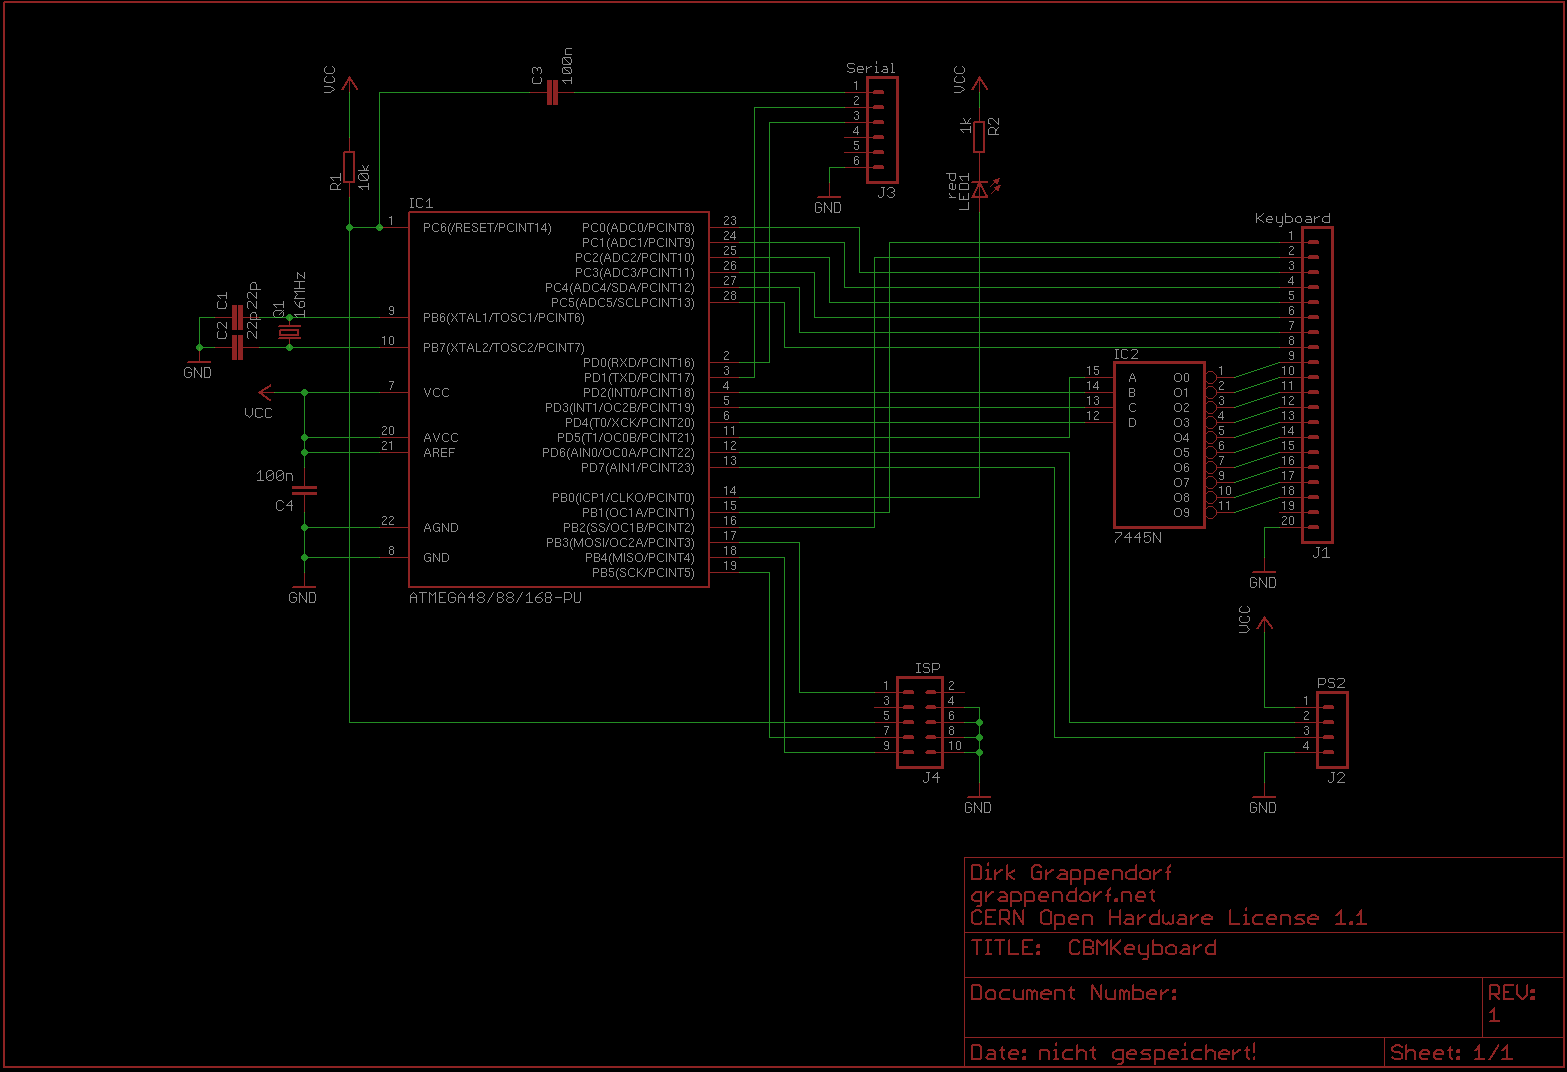 VCC
R1
10k
C3
100n
Serial
1
2
3
4
5
6
J3
GND
VCC
1k
R2
red
LED1
IC1
1
PC6(/RESET/PCINT14)
9
PB6(XTAL1/TOSC1/PCINT6)
10
PB7(XTAL2/TOSC2/PCINT7)
7
VCC
20
AVCC
21
AREF
22
AGND
8
GND
PC0(ADC0/PCINT8) 23
PC1(ADC1/PCINT9) 24
PC2(ADC2/PCINT10) 25
PC3(ADC3/PCINT11) 26
PC4(ADC4/SDA/PCINT12) 27
PC5(ADC5/SCLPCINT13) 28
PD0(RXD/PCINT16) 2
PD1(TXD/PCINT17) 3
PD2(INT0/PCINT18) 4
PD3(INT1/OC2B/PCINT19) 5
PD4(T0/XCK/PCINT20) 6
PD5(T1/OC0B/PCINT21) 11
PD6(AIN0/OC0A/PCINT22) 12
PD7(AIN1/PCINT23) 13
PB0(ICP1/CLKO/PCINT0) 14
PB1(OC1A/PCINT1) 15
PB2(SS/OC1B/PCINT2) 16
PB3(MOSI/OC2A/PCINT3) 17
PB4(MISO/PCINT4) 18
PB5(SCK/PCINT5) 19
ATMEGA48/88/168-PU
C1
22p
C2
22p
Q1
16MHz
GND
VCC
100n
C4
GND
Keyboard
1
2
3
4
5
6
7
8
9
10
11
12
13
14
15
16
17
18
19
20
J1
GND
IC2
15 A O0 1
14 B O1 2
13 C O2 3
12 D O3 4
O4 5
O5 6
O6 7
O7 9
O8 10
O9 11
7445N
ISP
1 2
3 4
5 6
7 8
9 10
J4
GND
VCC
PS2
1
2
3
4
J2
GND
Dirk Grappendorf
grappendorf.net
CERN Open Hardware License 1.1
TITLE: CBMKeyboard
Document Number:
REV:
1
Date: nicht gespeichert!
Sheet: 1/1